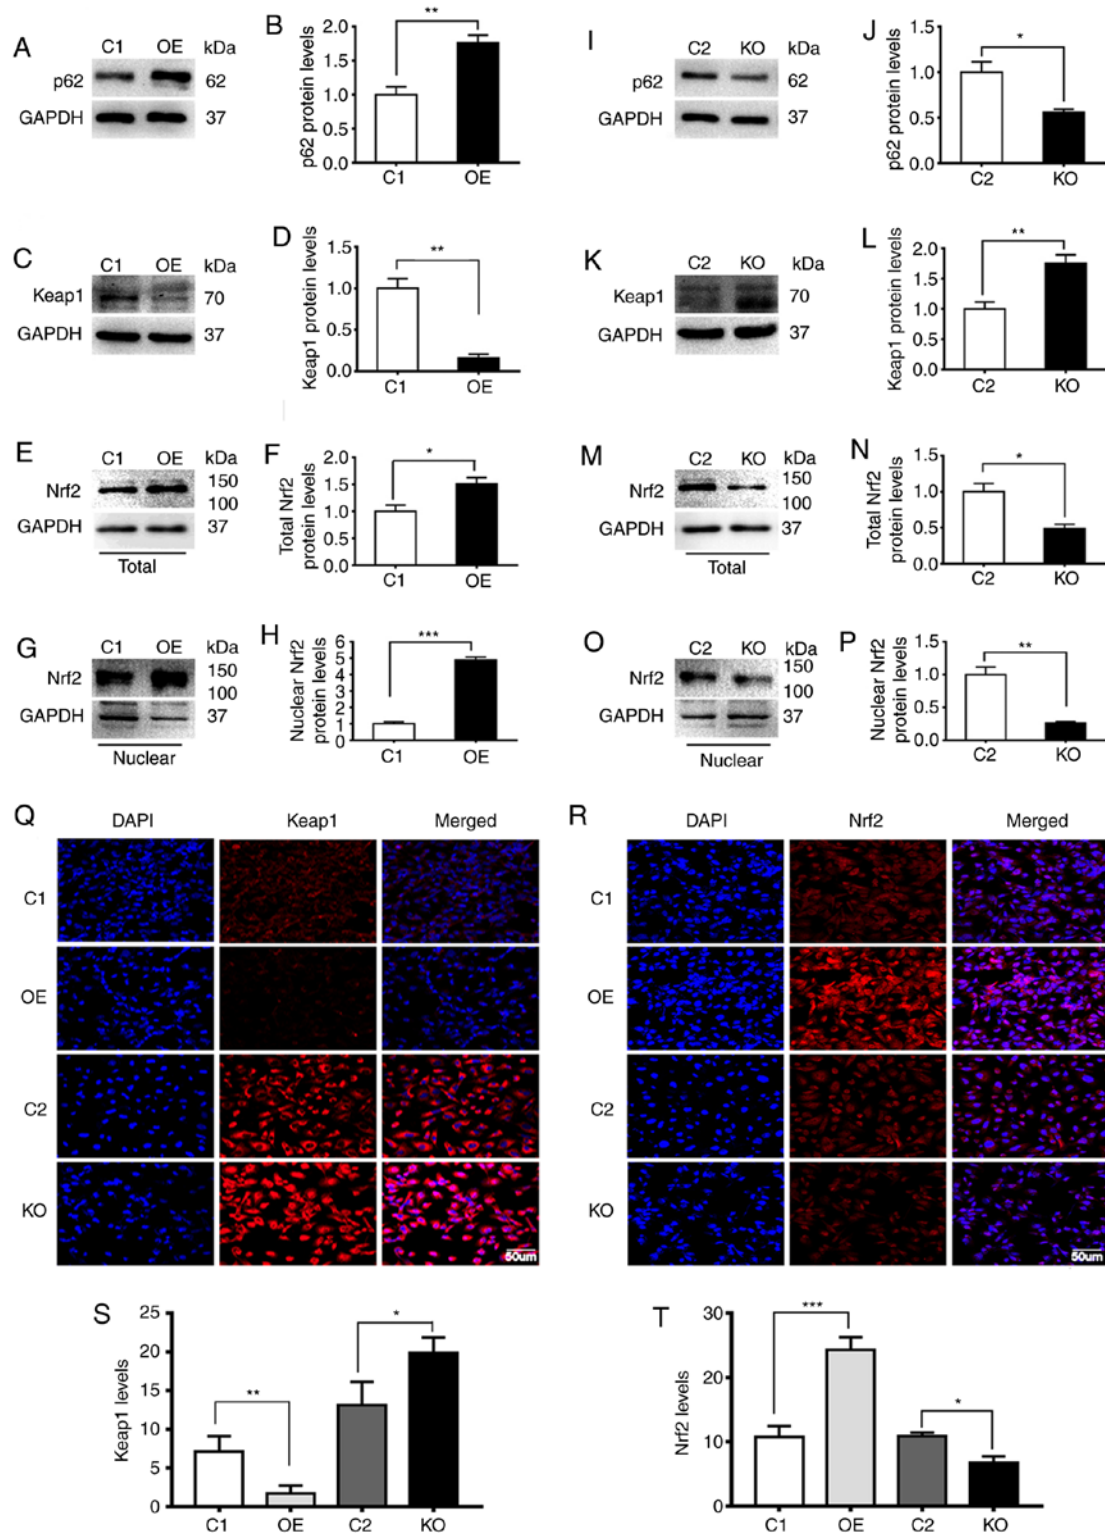 A
C1 OE kDa
p62 62
GAPDH 37
B
p62 protein levels
2.0
1.5
1.0
0.5
0.0
**
C1 OE
I
C2 KO kDa
p62 62
GAPDH 37
J
p62 protein levels
1.5
1.0
0.5
0.0
*
C2 KO
C
C1 OE kDa
Keap1 70
GAPDH 37
D
Keap1 protein levels
1.5
1.0
0.5
0.0
**
C1 OE
K
C2 KO kDa
Keap1 70
GAPDH 37
L
Keap1 protein levels
2.0
1.5
1.0
0.5
0.0
**
C2 KO
E
C1 OE kDa
Nrf2 150
100
GAPDH 37
Total
F
Total Nrf2
protein levels
2.0
1.5
1.0
0.5
0.0
*
C1 OE
M
C2 KO kDa
Nrf2 150
100
GAPDH 37
Total
N
Total Nrf2
protein levels
1.5
1.0
0.5
0.0
*
C2 KO
G
C1 OE kDa
Nrf2 150
100
GAPDH 37
Nuclear
H
Nuclear Nrf2
protein levels
6
5
4
3
2
1
0
***
C1 OE
O
C2 KO kDa
Nrf2 150
100
GAPDH 37
Nuclear
P
Nuclear Nrf2
protein levels
1.5
1.0
0.5
0.0
**
C2 KO
Q
DAPI Keap1 Merged
C1
OE
C2
KO
50um
R
DAPI Nrf2 Merged
C1
OE
C2
KO
50um
S
Keap1 levels
25
20
15
10
5
0
**
*
C1 OE C2 KO
T
Nrf2 levels
30
20
10
0
***
*
C1 OE C2 KO